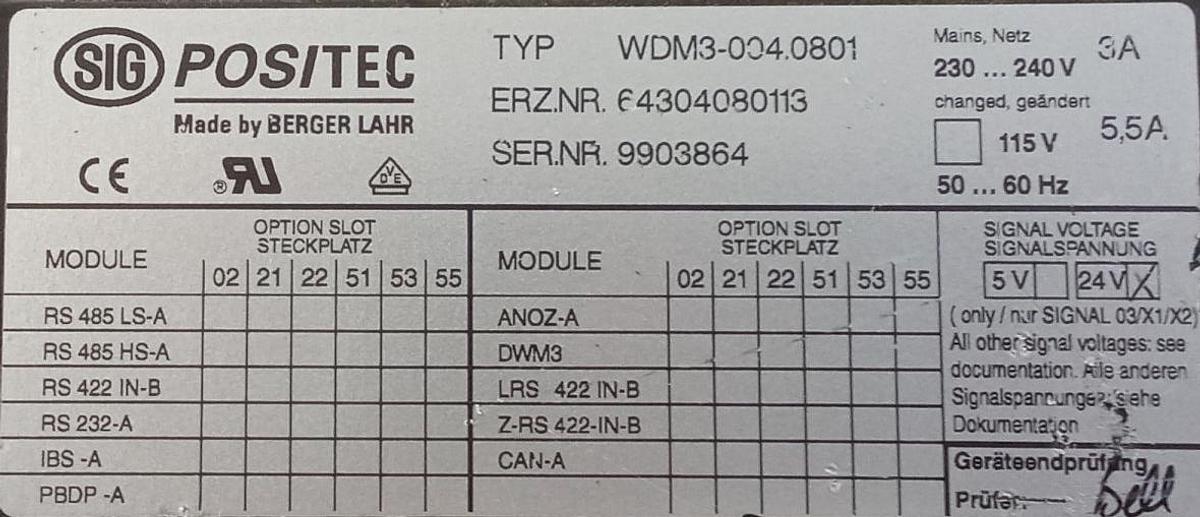 SIG POSITEC
Made by BERGER LAHR
CE ® RU VDE
TYP WDM3-004.0801
ERZ.NR. 64304080113
SER.NR. 9903864
Mains, Netz
230 ... 240 V 3A
changed, geändert
115 V 5,5A
50 ... 60 Hz
MODULE
OPTION SLOT
STECKPLATZ
02 21 22 51 53 55
RS 485 LS-A
RS 485 HS-A
RS 422 IN-B
RS 232-A
IBS -A
PBDP -A
MODULE
OPTION SLOT
STECKPLATZ
02 21 22 51 53 55
ANOZ-A
DWM3
LRS 422 IN-B
Z-RS 422-IN-B
CAN-A
SIGNAL VOLTAGE
SIGNALSPANNUNG
5 V 24 V X
( only / nur SIGNAL 03/X1/X2)
All other signal voltages: see
documentation. Alle anderen
Signalspannungen: siehe
Dokumentation
Geräteendprüfung
Prüfer: